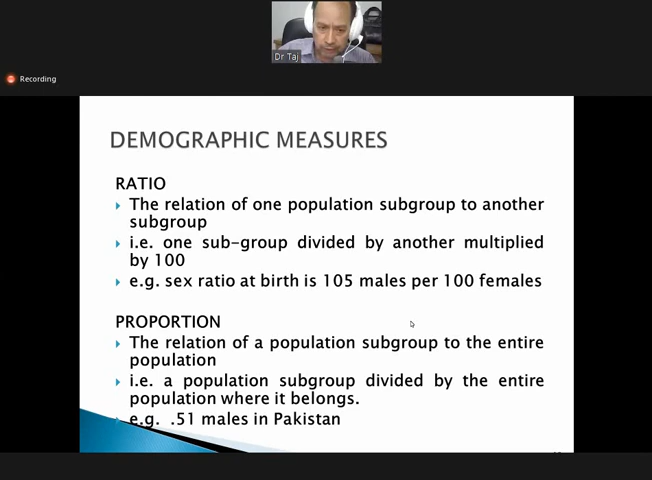 Dr Taj
Recording
DEMOGRAPHIC MEASURES
RATIO
The relation of one population subgroup to another
subgroup
i.e. one sub-group divided by another multiplied
by 100
e.g. sex ratio at birth is 105 males per 100 females
PROPORTION
The relation of a population subgroup to the entire
population
i.e. a population subgroup divided by the entire
population where it belongs.
e.g. .51 males in Pakistan